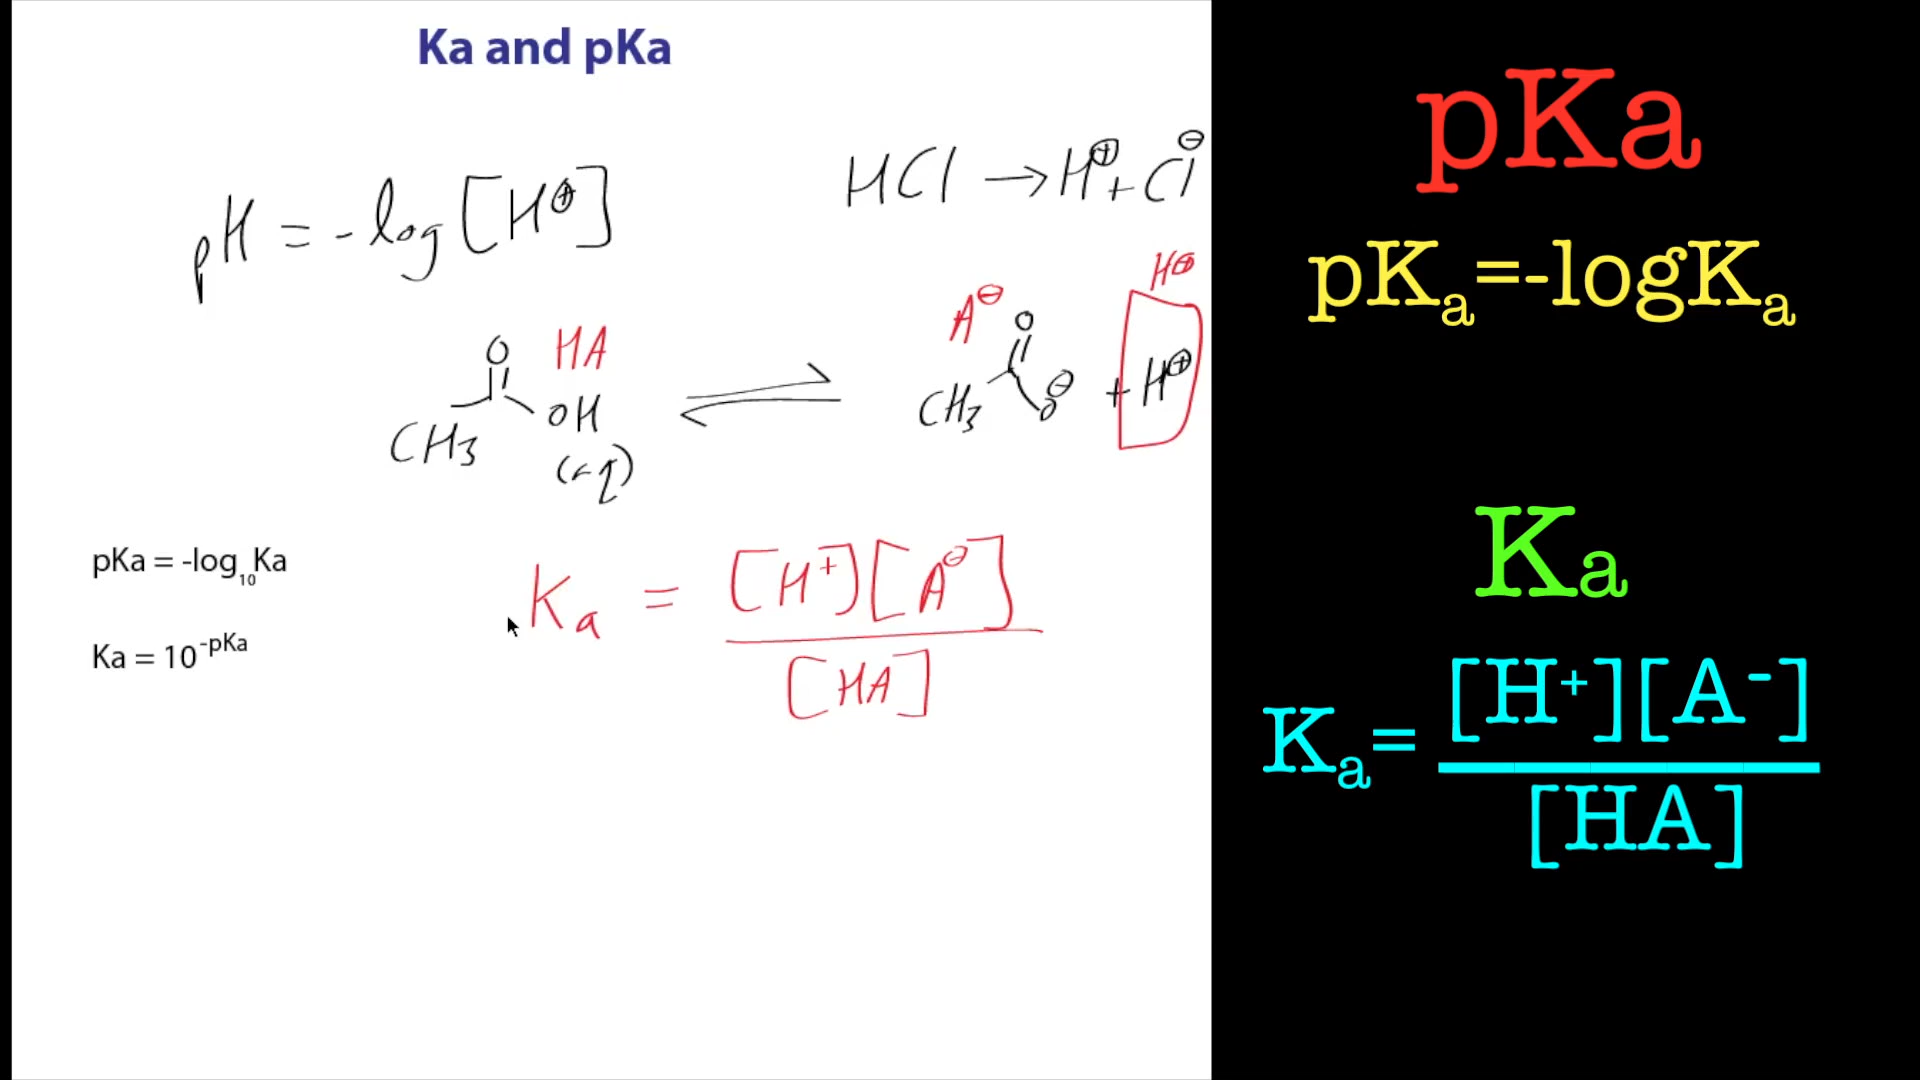 Ka and pKa
pH = -log [H⊕]
HCl → H⊕ + Cl⊖
O
HA
OH
CH3
⇌
A⊖
O
CH3
O⊖
+ H⊕
H⊕
pKa = -log₁₀Ka
Ka = 10^-pKa
Ka = [H+][A⊖]
[HA]
pKa
pKₐ=-logKₐ
Ka
Kₐ= [H⁺][A⁻]
[HA]